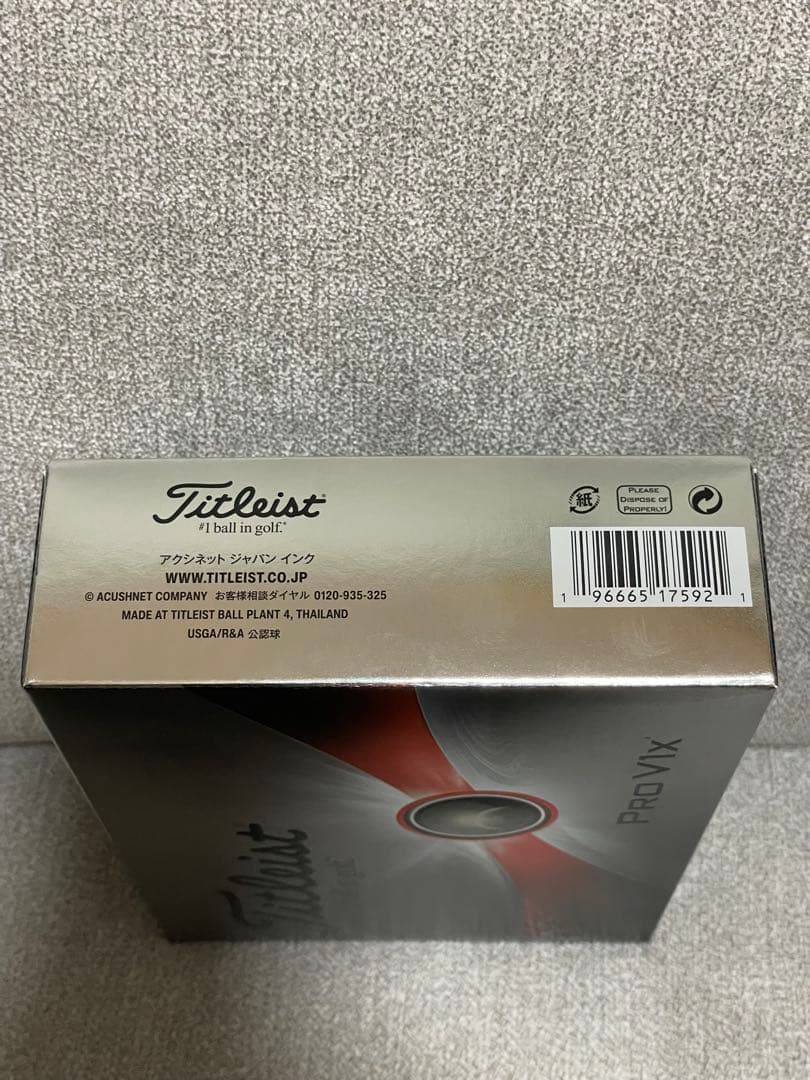 Titleist®
#1 ball in golf.®
アクシネット ジャパン インク
WWW.TITLEIST.CO.JP
© ACUSHNET COMPANY お客様相談ダイヤル 0120-935-325
MADE AT TITLEIST BALL PLANT 4, THAILAND
USGA/R&A 公認球
紙
PLEASE
DISPOSE OF
PROPERLY!
1 96665 17592 1
Titleist
PRO V1x